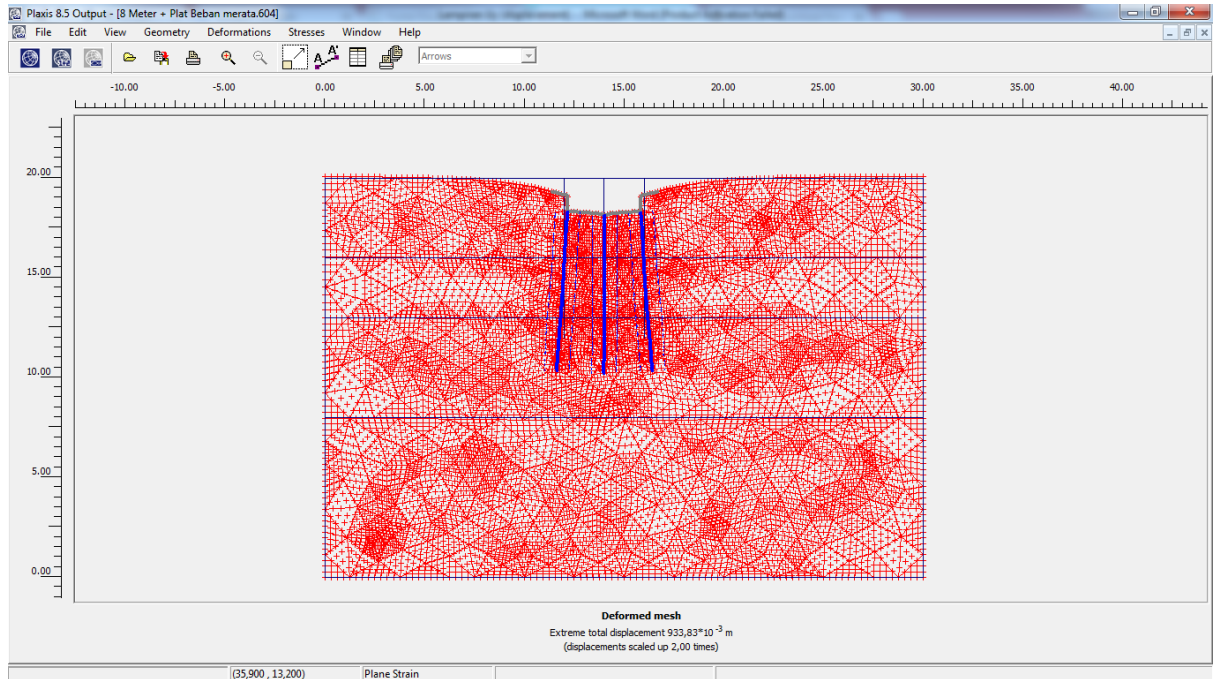 Plaxis 8.5 Output - [8 Meter + Plat Beban merata.604]
File Edit View Geometry Deformations Stresses Window Help
Arrows
-10.00 -5.00 0.00 5.00 10.00 15.00 20.00 25.00 30.00 35.00 40.00
20.00
15.00
10.00
5.00
0.00
Deformed mesh
Extreme total displacement 933,83*10 -3 m
(displacements scaled up 2,00 times)
(35,900 , 13,200) Plane Strain